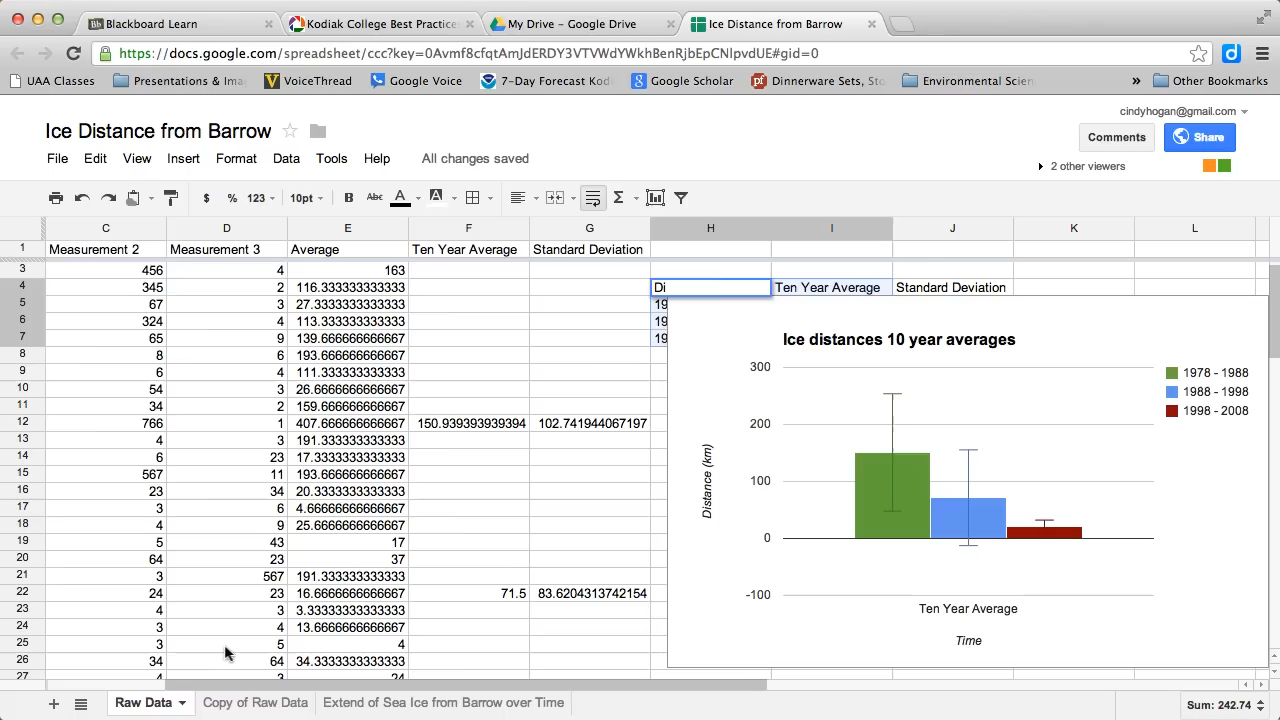 Blackboard Learn
Kodiak College Best Practice
My Drive - Google Drive
Ice Distance from Barrow
https://docs.google.com/spreadsheet/ccc?key=0Avmf8cfqtAmJdERDY3VTVWdYWkhBenRjbEpCNlpvdUE#gid=0
UAA Classes
Presentations & Ima
VoiceThread
Google Voice
7-Day Forecast Kod
Google Scholar
Dinnerware Sets, Sto
Environmental Scien
» Other Bookmarks
cindyhogan@gmail.com
Ice Distance from Barrow
Comments
Share
File Edit View Insert Format Data Tools Help All changes saved
2 other viewers
$ % 123 10pt B Abc A A Σ
C D E F G H I J K L
1 Measurement 2 Measurement 3 Average Ten Year Average Standard Deviation
3 456 4 163
4 345 2 116.333333333333 Di Ten Year Average Standard Deviation
5 67 3 27.3333333333333 19
6 324 4 113.333333333333 19
7 65 9 139.666666666667 19
8 8 6 193.666666666667
9 6 4 111.333333333333
10 54 3 26.6666666666667
11 34 2 159.666666666667
12 766 1 407.666666666667 150.939393939394 102.741944067197
13 4 3 191.333333333333
14 6 23 17.3333333333333
15 567 11 193.666666666667
16 23 34 20.3333333333333
17 3 6 4.66666666666667
18 4 9 25.6666666666667
19 5 43 17
20 64 23 37
21 3 567 191.333333333333
22 24 23 16.6666666666667 71.5 83.6204313742154
23 4 3 3.33333333333333
24 3 4 13.6666666666667
25 3 5 4
26 34 64 34.3333333333333
27 4 3 24
Ice distances 10 year averages
300
200
100
0
-100
Distance (km)
Ten Year Average
Time
1978 - 1988
1988 - 1998
1998 - 2008
+ Raw Data Copy of Raw Data Extend of Sea Ice from Barrow over Time
Sum: 242.74